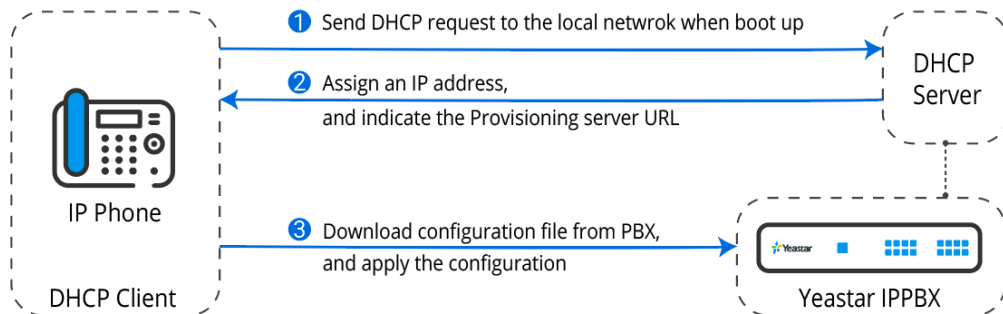 1 Send DHCP request to the local netwrok when boot up
DHCP
Server
2 Assign an IP address,
and indicate the Provisioning server URL
IP Phone
3 Download configuration file from PBX,
and apply the configuration
Yeastar
DHCP Client
Yeastar IPPBX